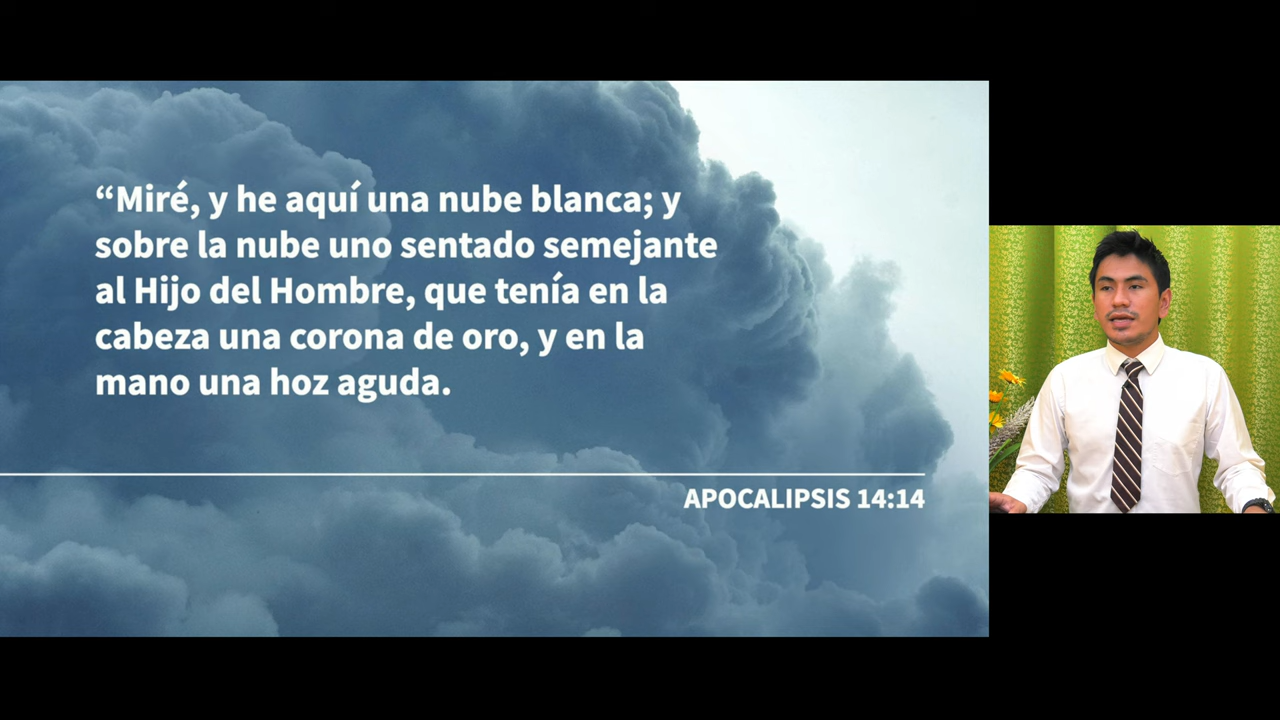 “Miré, y he aquí una nube blanca; y
sobre la nube uno sentado semejante
al Hijo del Hombre, que tenía en la
cabeza una corona de oro, y en la
mano una hoz aguda.
APOCALIPSIS 14:14